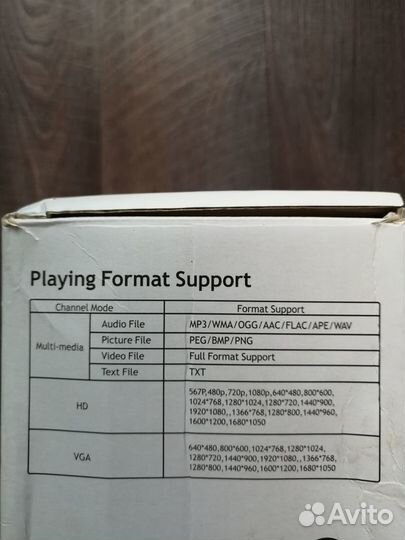 Playing Format Support
Channel Mode Format Support
Multi-media
Audio File MP3/WMA/OGG/AAC/FLAC/APE/WAV
Picture File PEG/BMP/PNG
Video File Full Format Support
Text File TXT
HD
567P,480p,720p,1080p,640*480,800*600,
1024*768,1280*1024,1280*720,1440*900,
1920*1080,,1366*768,1280*800,1440*960,
1600*1200,1680*1050
VGA
640*480,800*600,1024*768,1280*1024,
1280*720,1440*900,1920*1080,,1366*768,
1280*800,1440*960,1600*1200,1680*1050
Avito